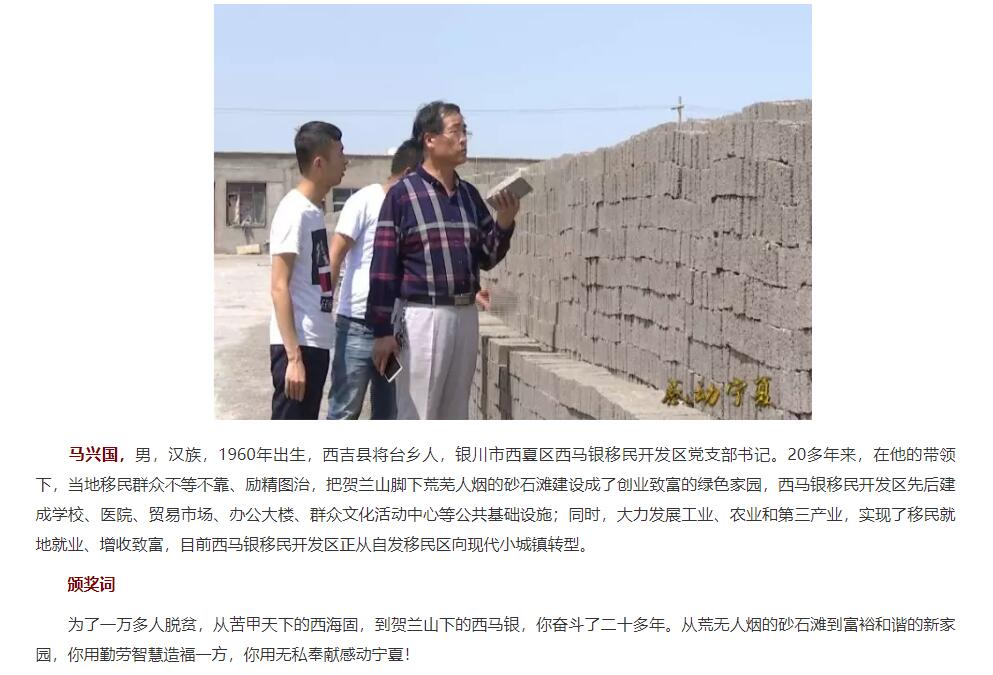 感动宁夏
马兴国，男，汉族，1960年出生，西吉县将台乡人，银川市西夏区西马银移民开发区党支部书记。20多年来，在他的带领
下，当地移民群众不等不靠、励精图治，把贺兰山脚下荒芜人烟的砂石滩建设成了创业致富的绿色家园，西马银移民开发区先后建
成学校、医院、贸易市场、办公大楼、群众文化活动中心等公共基础设施；同时，大力发展工业、农业和第三产业，实现了移民就
地就业、增收致富，目前西马银移民开发区正从自发移民区向现代小城镇转型。
颁奖词
为了一万多人脱贫，从苦甲天下的西海固，到贺兰山下的西马银，你奋斗了二十多年。从荒无人烟的砂石滩到富裕和谐的新家
园，你用勤劳智慧造福一方，你用无私奉献感动宁夏！